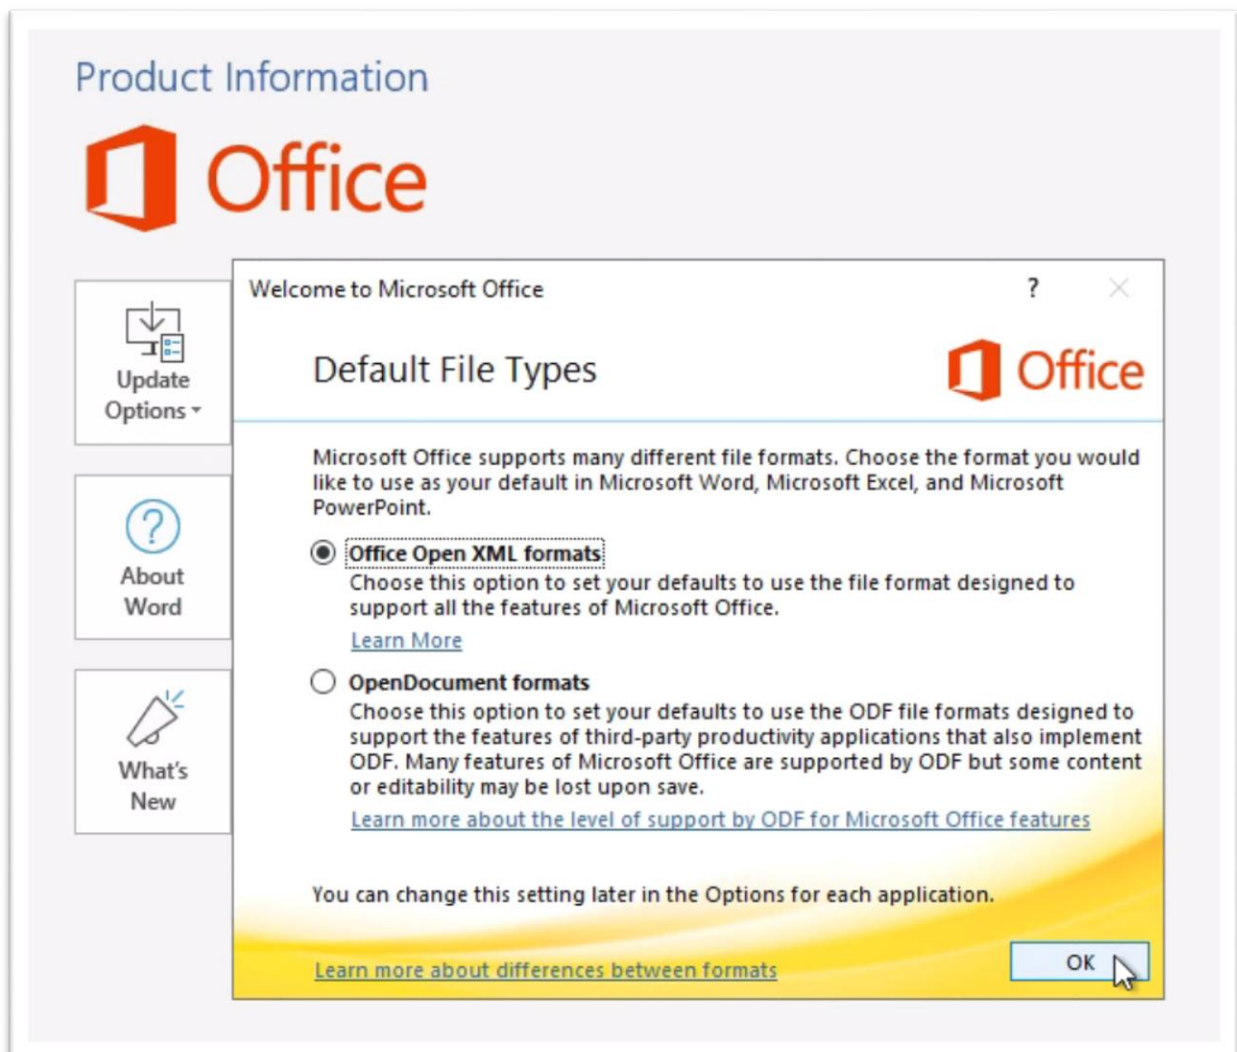 Product Information
Office
Welcome to Microsoft Office
?
Default File Types
Office
Update
Options
Microsoft Office supports many different file formats. Choose the format you would
like to use as your default in Microsoft Word, Microsoft Excel, and Microsoft
PowerPoint.
Office Open XML formats
Choose this option to set your defaults to use the file format designed to
support all the features of Microsoft Office.
Learn More
About
Word
OpenDocument formats
Choose this option to set your defaults to use the ODF file formats designed to
support the features of third-party productivity applications that also implement
ODF. Many features of Microsoft Office are supported by ODF but some content
or editability may be lost upon save.
Learn more about the level of support by ODF for Microsoft Office features
What's
New
You can change this setting later in the Options for each application.
Learn more about differences between formats
OK